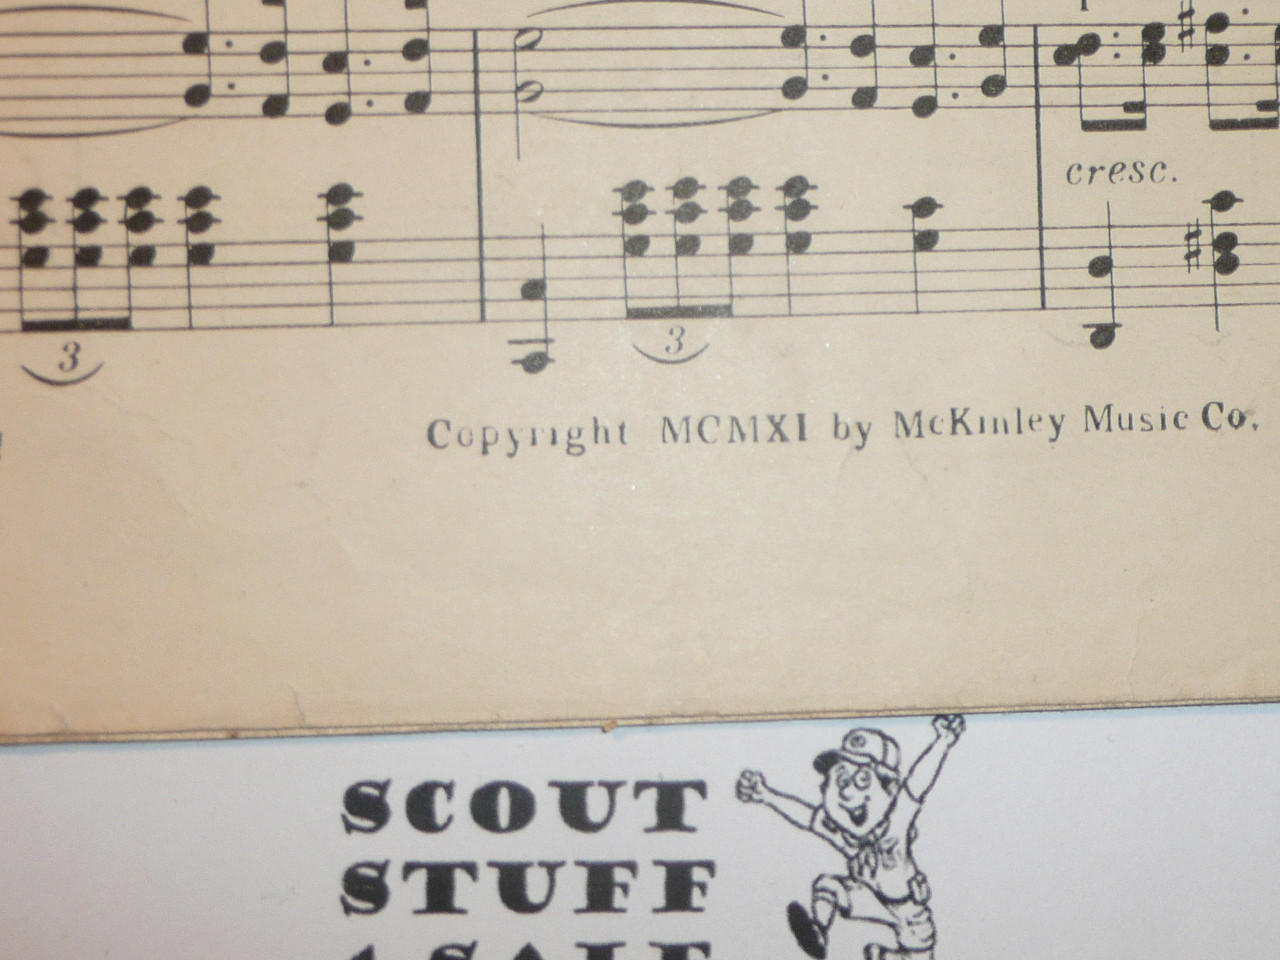 cresc.
3
3
Copyright MCMXI by McKinley Music Co.
SCOUT
STUFF